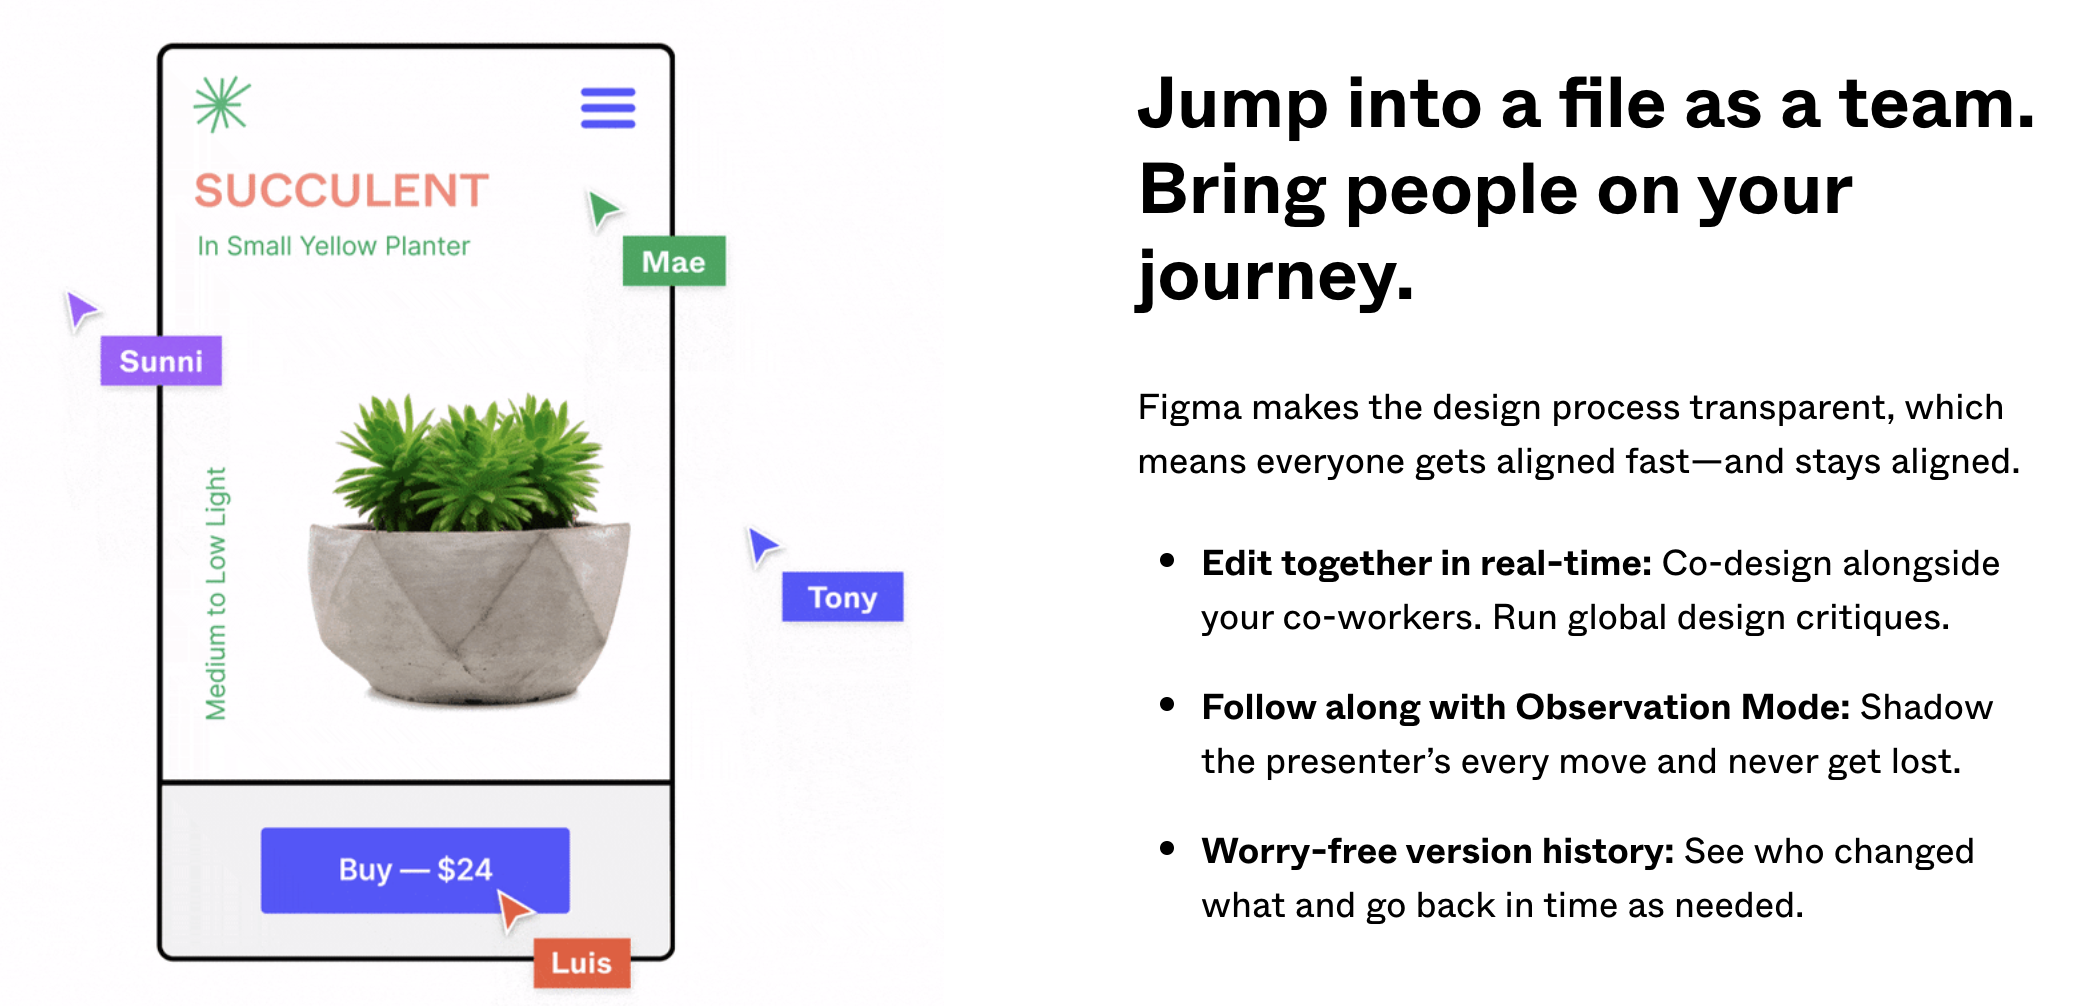 SUCCULENT
In Small Yellow Planter
Mae
Sunni
Medium to Low Light
Tony
Buy — $24
Luis
Jump into a file as a team.
Bring people on your
journey.
Figma makes the design process transparent, which
means everyone gets aligned fast—and stays aligned.
• Edit together in real-time: Co-design alongside
your co-workers. Run global design critiques.
• Follow along with Observation Mode: Shadow
the presenter’s every move and never get lost.
• Worry-free version history: See who changed
what and go back in time as needed.